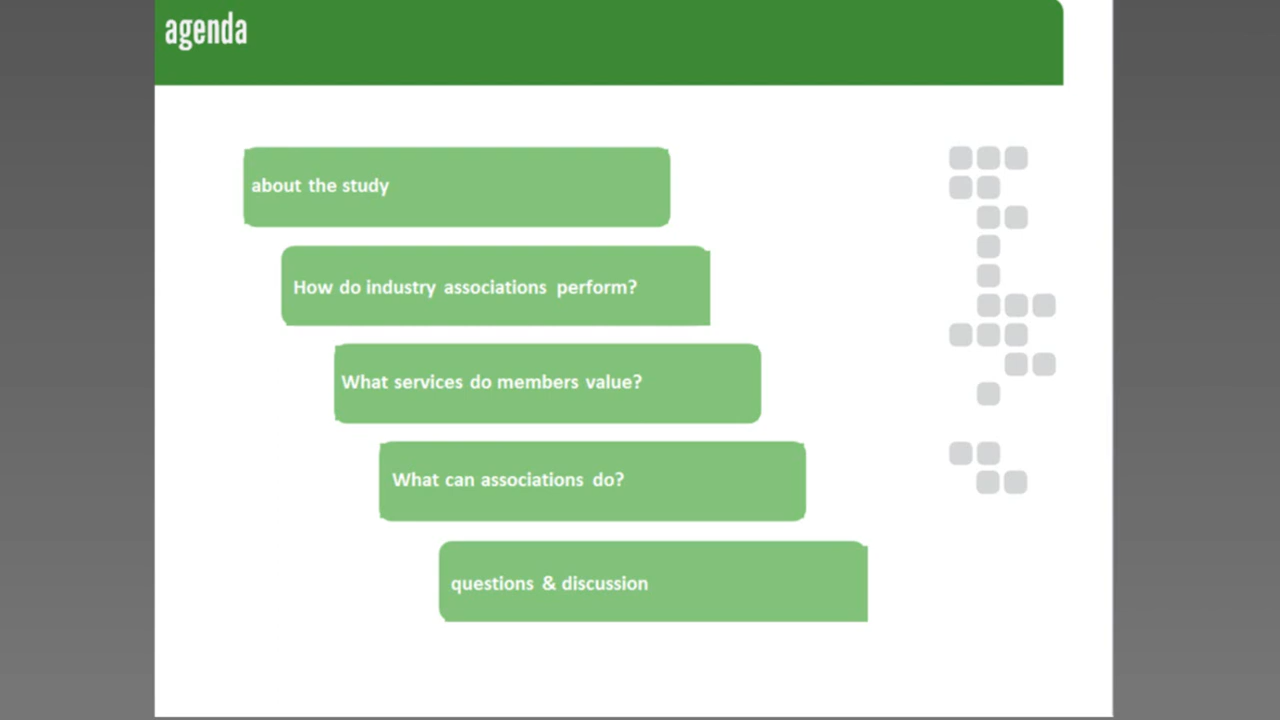 agenda
about the study
How do industry associations perform?
What services do members value?
What can associations do?
questions & discussion